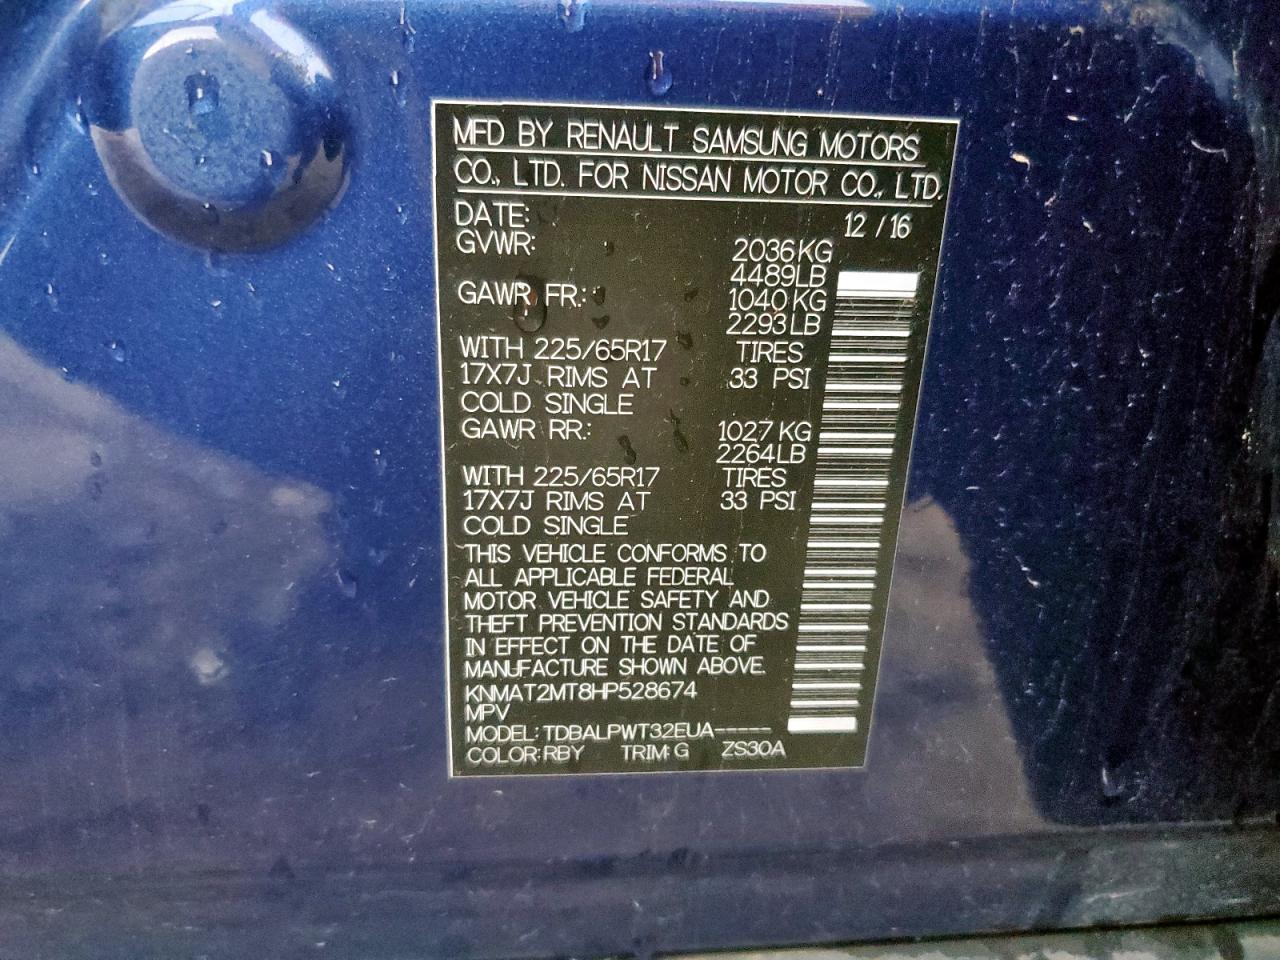 MFD BY RENAULT SAMSUNG MOTORS
CO., LTD. FOR NISSAN MOTOR CO., LTD.
DATE: 12 / 16
GVWR: 2036 KG
4489LB
GAWR FR.: 1040 KG
2293 LB
WITH 225/65R17 TIRES
17X7J RIMS AT 33 PSI
COLD SINGLE
GAWR RR.: 1027 KG
2264 LB
WITH 225/65R17 TIRES
17X7J RIMS AT 33 PSI
COLD SINGLE
THIS VEHICLE CONFORMS TO
ALL APPLICABLE FEDERAL
MOTOR VEHICLE SAFETY AND
THEFT PREVENTION STANDARDS
IN EFFECT ON THE DATE OF
MANUFACTURE SHOWN ABOVE.
KNMAT2MT8HP528674
MPV
MODEL: TDBALPWT32EUA-----
COLOR:RBY TRIM:G ZS30A